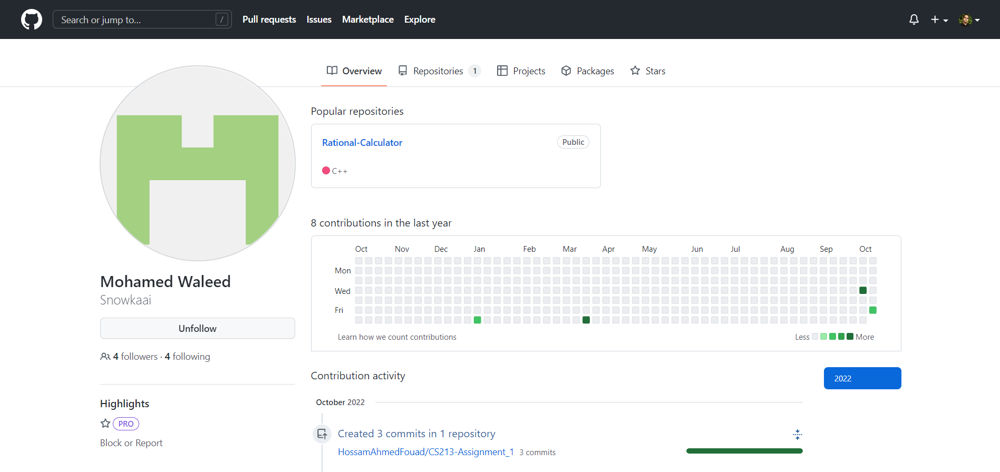 Search or jump to... / Pull requests Issues Marketplace Explore
Overview Repositories 1 Projects Packages Stars
Popular repositories
Rational-Calculator Public
C++
8 contributions in the last year
Oct Nov Dec Jan Feb Mar Apr May Jun Jul Aug Sep Oct
Mon
Wed
Fri
Learn how we count contributions Less More
Mohamed Waleed
Snowkaai
Unfollow
4 followers · 4 following
Highlights
PRO
Block or Report
Contribution activity
2022
October 2022
Created 3 commits in 1 repository
HossamAhmedFouad/CS213-Assignment_1 3 commits